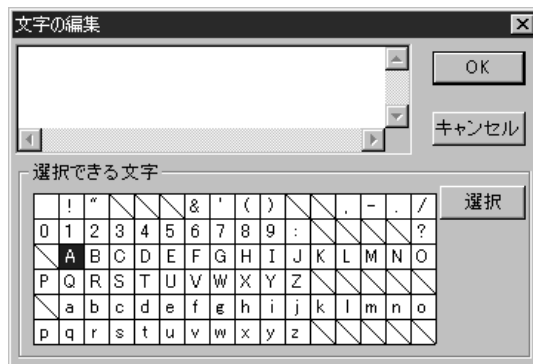 文字の編集
OK
キャンセル
選択できる文字
選択
! " & ' ( ) , - . /
0 1 2 3 4 5 6 7 8 9 : ?
A B C D E F G H I J K L M N O
P Q R S T U V W X Y Z
a b c d e f g h i j k l m n o
p q r s t u v w x y z